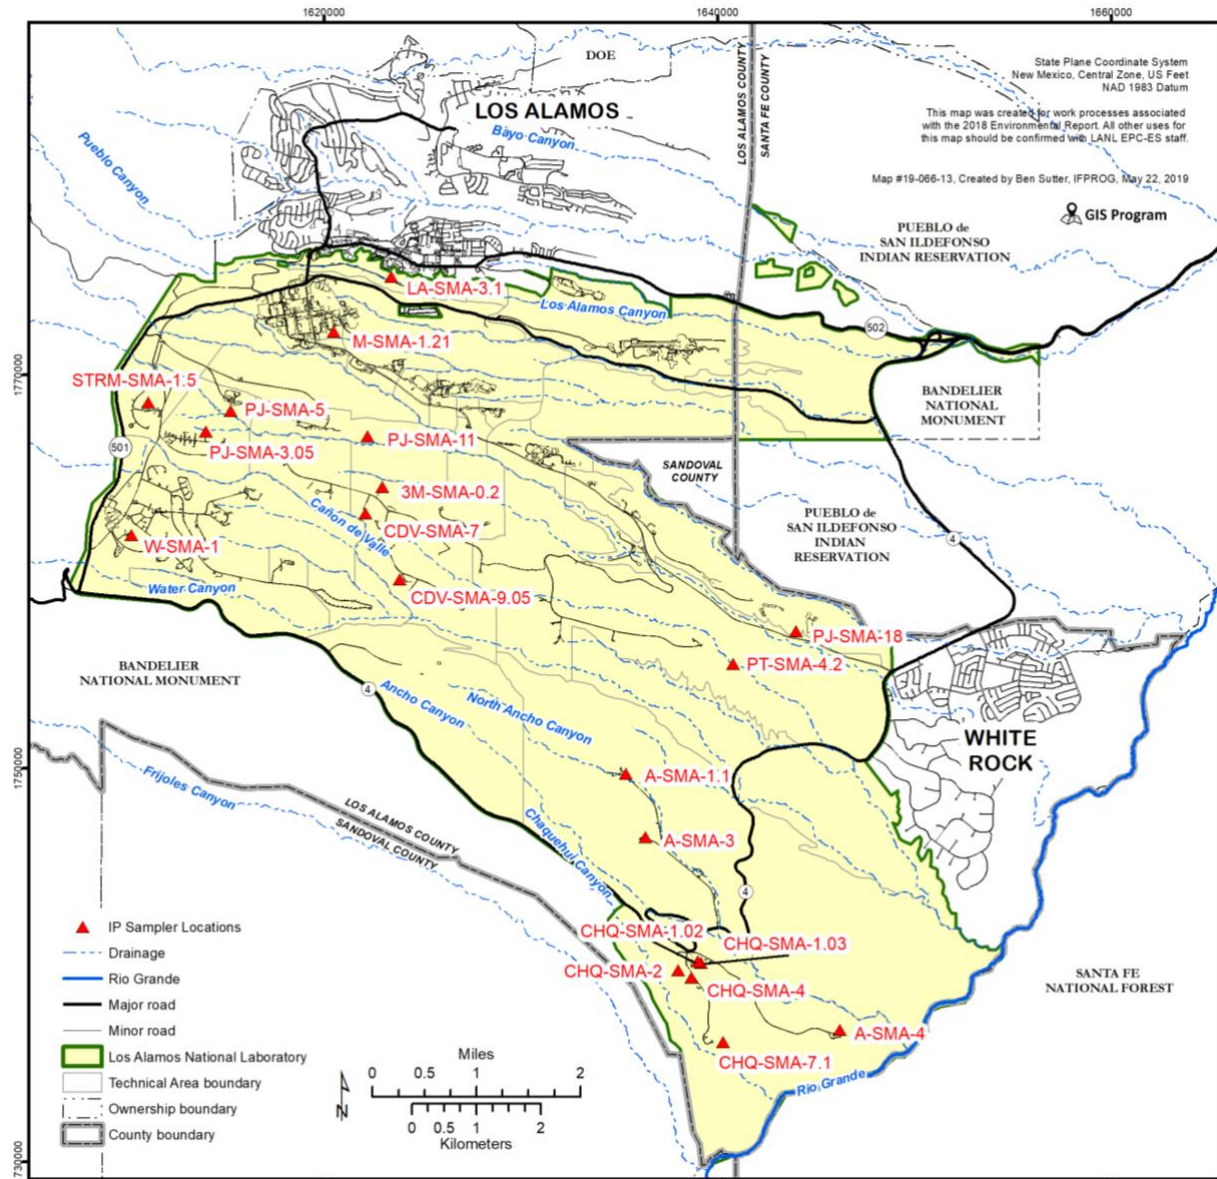 1620000
1640000
1660000
DOE
LOS ALAMOS COUNTY
SANTA FE COUNTY
State Plane Coordinate System
New Mexico, Central Zone, US Feet
NAD 1983 Datum
LOS ALAMOS
Bayo Canyon
This map was created for work processes associated
with the 2018 Environmental Report. All other uses for
this map should be confirmed with LANL EPC-ES staff.
Pueblo Canyon
Map #19-066-13, Created by Ben Sutter, IFPROG, May 22, 2019
GIS Program
PUEBLO de
SAN ILDEFONSO
INDIAN RESERVATION
LA-SMA-3.1
Los Alamos Canyon
502
M-SMA-1.21
1770000
STRM-SMA-1.5
BANDELIER
NATIONAL
MONUMENT
PJ-SMA-5
PJ-SMA-11
501
PJ-SMA-3.05
SANDOVAL
COUNTY
3M-SMA-0.2
PUEBLO de
SAN ILDEFONSO
INDIAN
RESERVATION
CDV-SMA-7
Cañon de Valle
4
W-SMA-1
Water Canyon
CDV-SMA-9.05
PJ-SMA-18
PT-SMA-4.2
BANDELIER
NATIONAL MONUMENT
4
Ancho Canyon
North Ancho Canyon
WHITE
ROCK
1750000
Frijoles Canyon
A-SMA-1.1
LOS ALAMOS COUNTY
SANDOVAL COUNTY
Chaquehui Canyon
A-SMA-3
4
CHQ-SMA-1.02
CHQ-SMA-1.03
CHQ-SMA-2
CHQ-SMA-4
SANTA FE
NATIONAL FOREST
A-SMA-4
CHQ-SMA-7.1
Rio Grande
IP Sampler Locations
Drainage
Rio Grande
Major road
Minor road
Los Alamos National Laboratory
Technical Area boundary
Ownership boundary
County boundary
Miles
0 0.5 1 2
N
0 0.5 1 2
Kilometers
730000